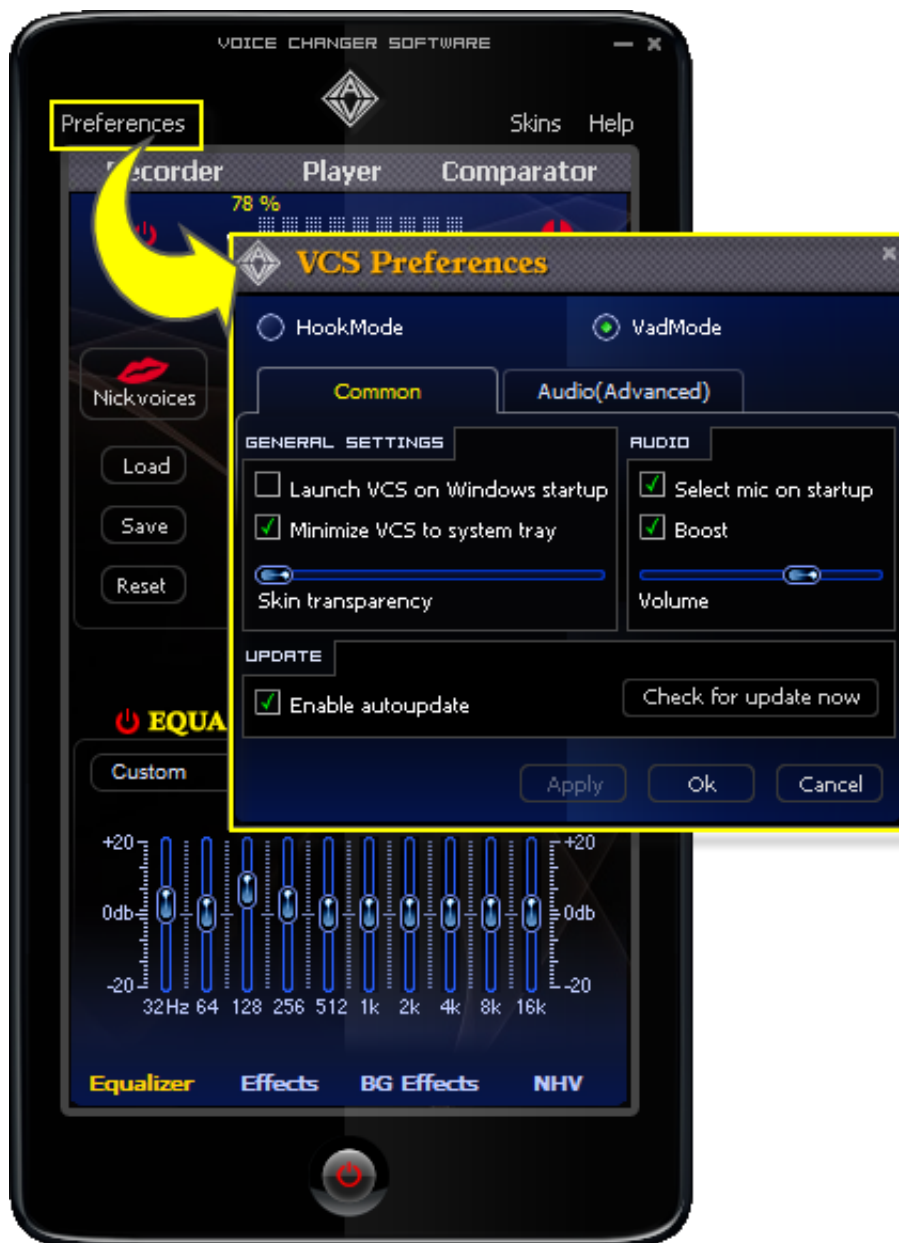 VOICE CHANGER SOFTWARE
Preferences
Skins Help
Recorder Player Comparator
78 %
VCS Preferences
HookMode VadMode
Common Audio(Advanced)
GENERAL SETTINGS AUDIO
Launch VCS on Windows startup Select mic on startup
Minimize VCS to system tray Boost
Skin transparency Volume
UPDATE
Enable autoupdate Check for update now
Apply Ok Cancel
Nickvoices
Load
Save
Reset
EQUA
Custom
+20 +20
0db 0db
-20 -20
32Hz 64 128 256 512 1k 2k 4k 8k 16k
Equalizer Effects BG Effects NHV